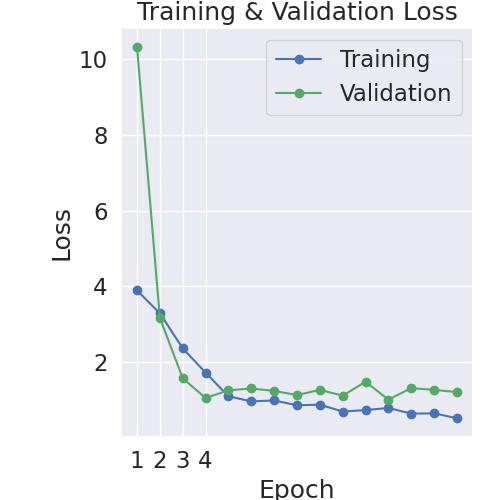 Training & Validation Loss
Training
Validation
Loss
10
8
6
4
2
1 2 3 4
Epoch